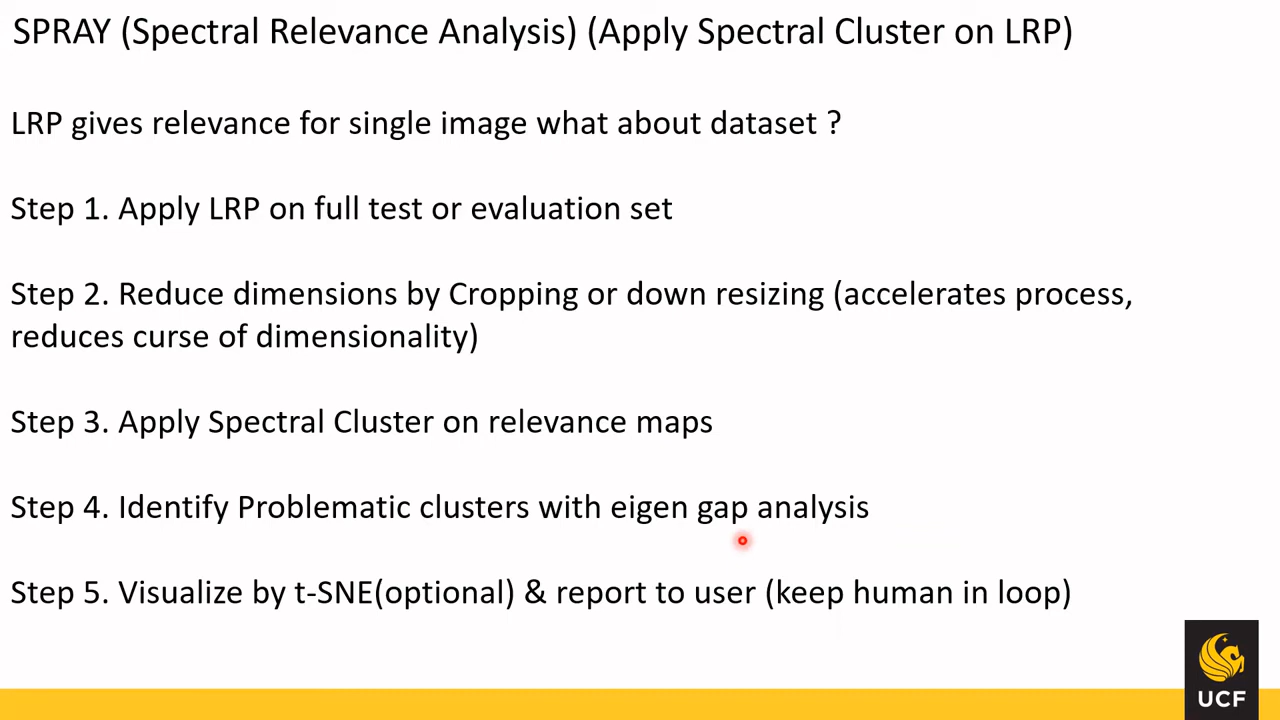 SPRAY (Spectral Relevance Analysis) (Apply Spectral Cluster on LRP)
LRP gives relevance for single image what about dataset ?
Step 1. Apply LRP on full test or evaluation set
Step 2. Reduce dimensions by Cropping or down resizing (accelerates process,
reduces curse of dimensionality)
Step 3. Apply Spectral Cluster on relevance maps
Step 4. Identify Problematic clusters with eigen gap analysis
Step 5. Visualize by t-SNE(optional) & report to user (keep human in loop)
UCF